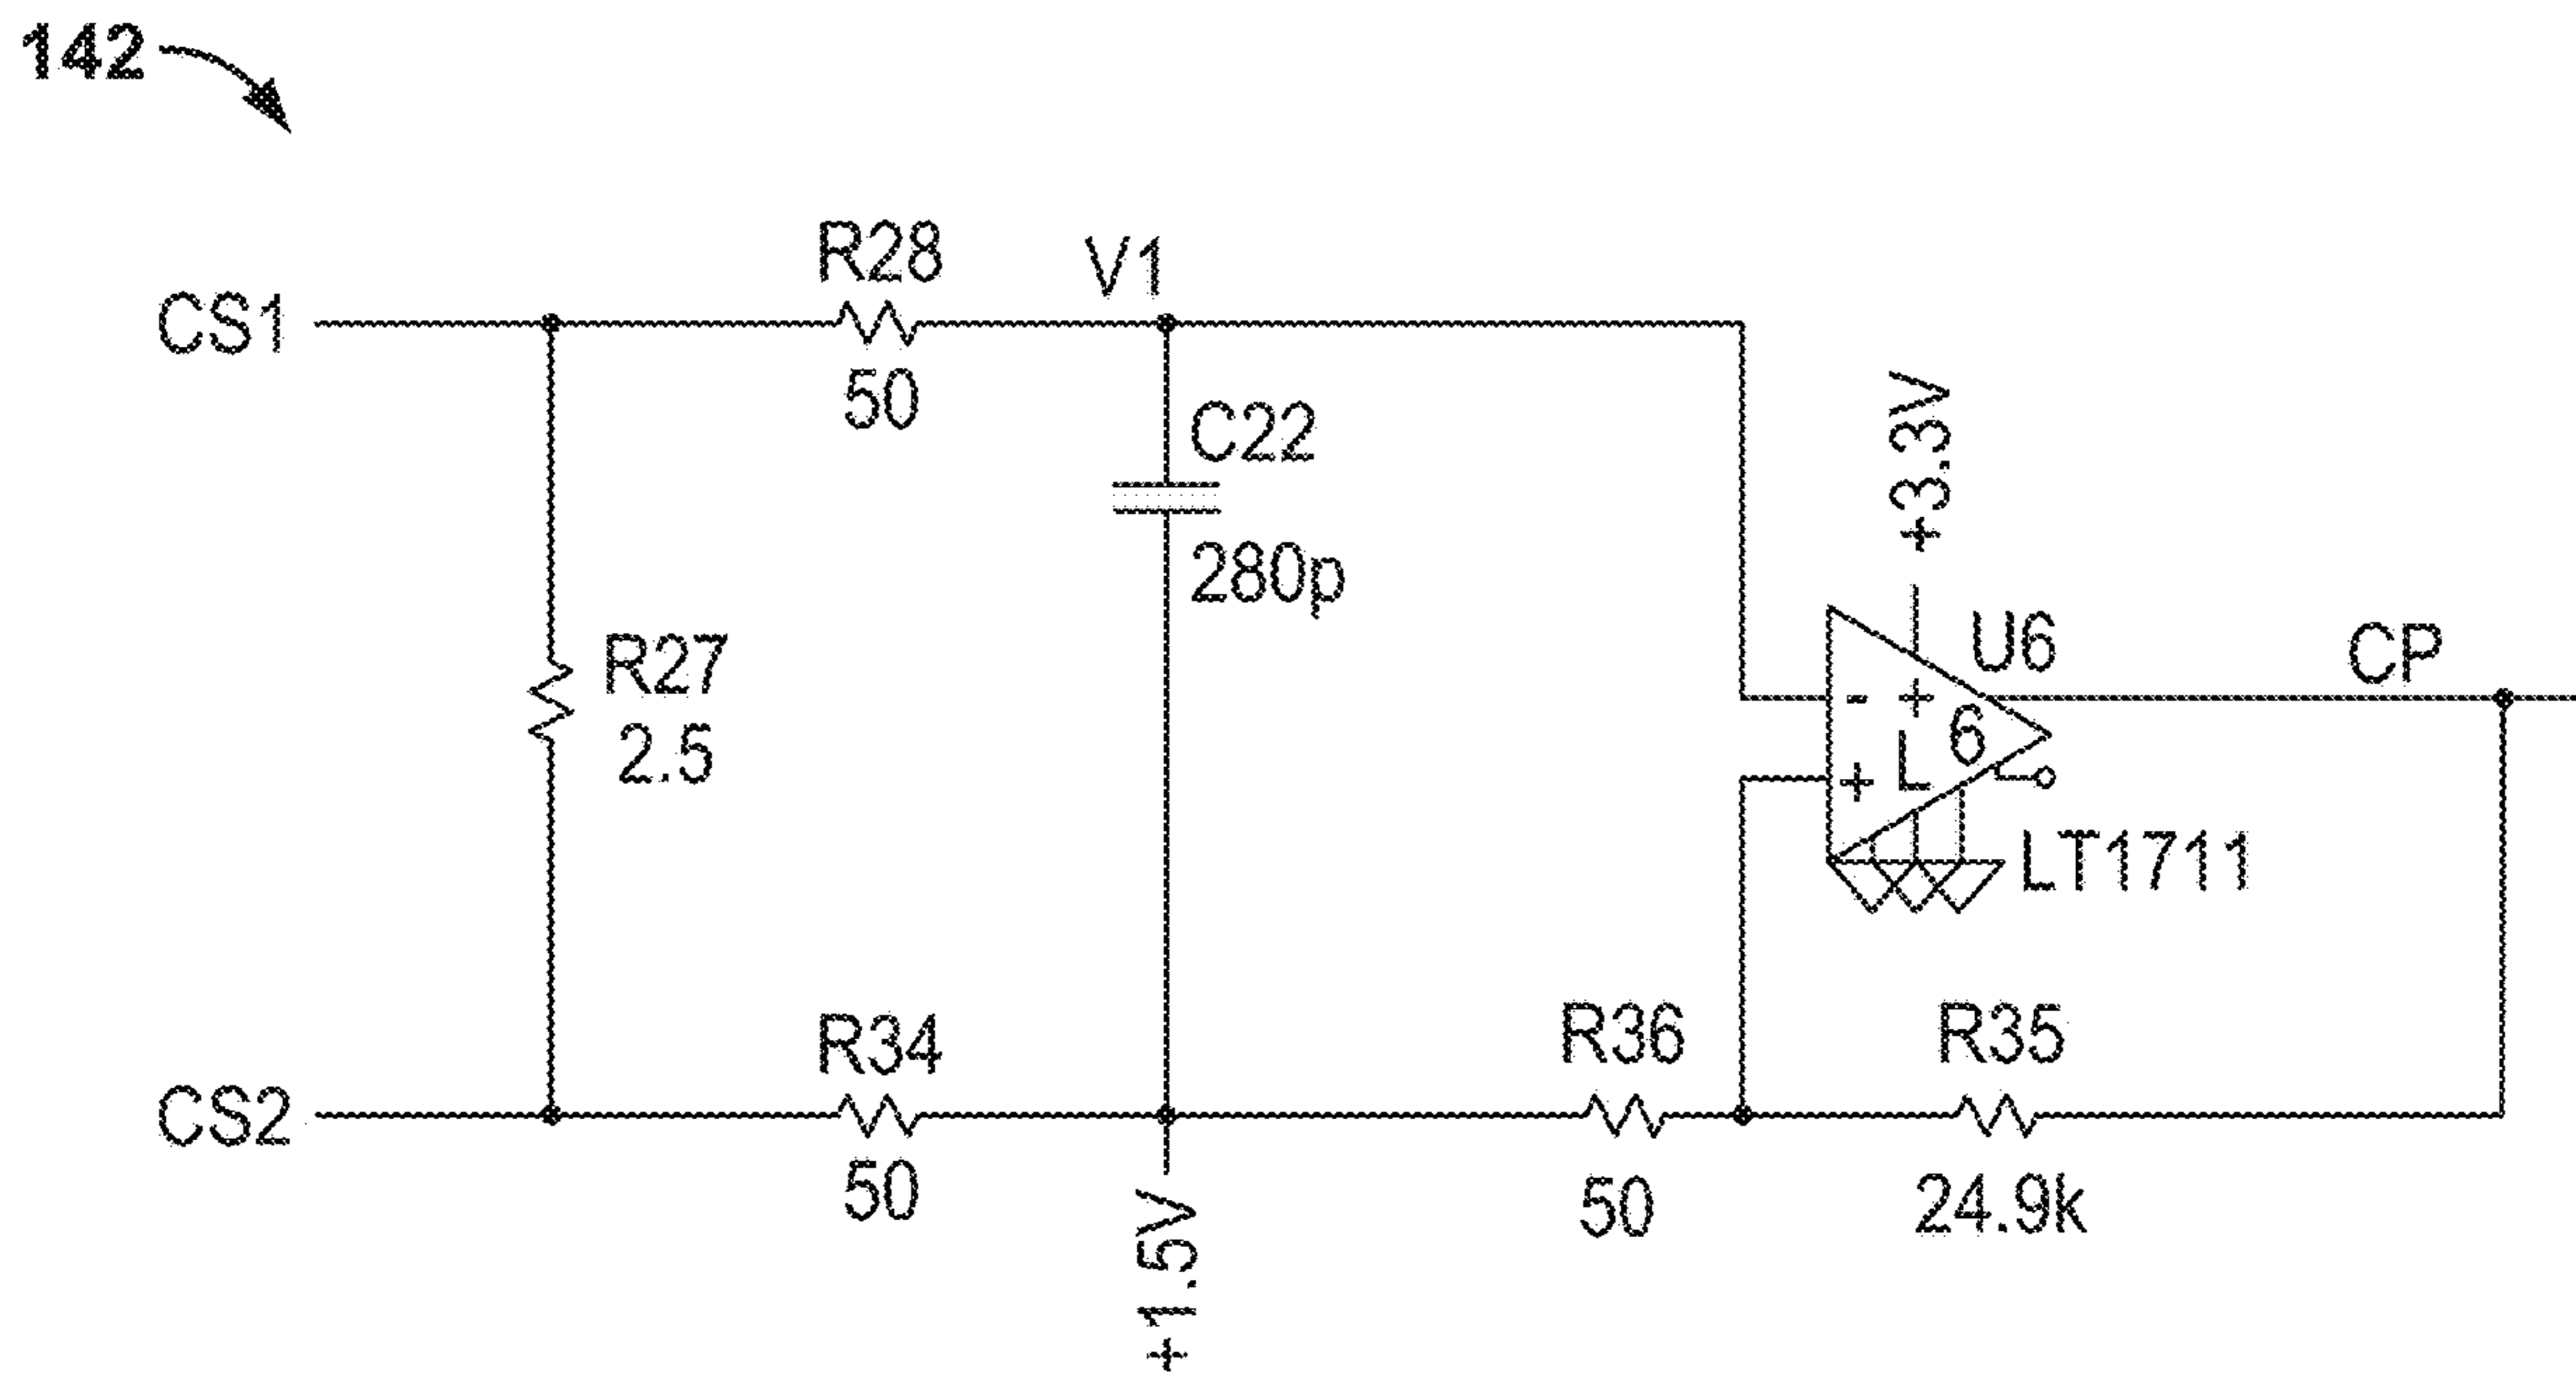 142
R28
V1
CS1
50
C22
280p
+3.3V
R27
2.5
U6
CP
- +
L 6
+
LT1711
R34
R36
R35
CS2
50
50
24.9k
+1.5V